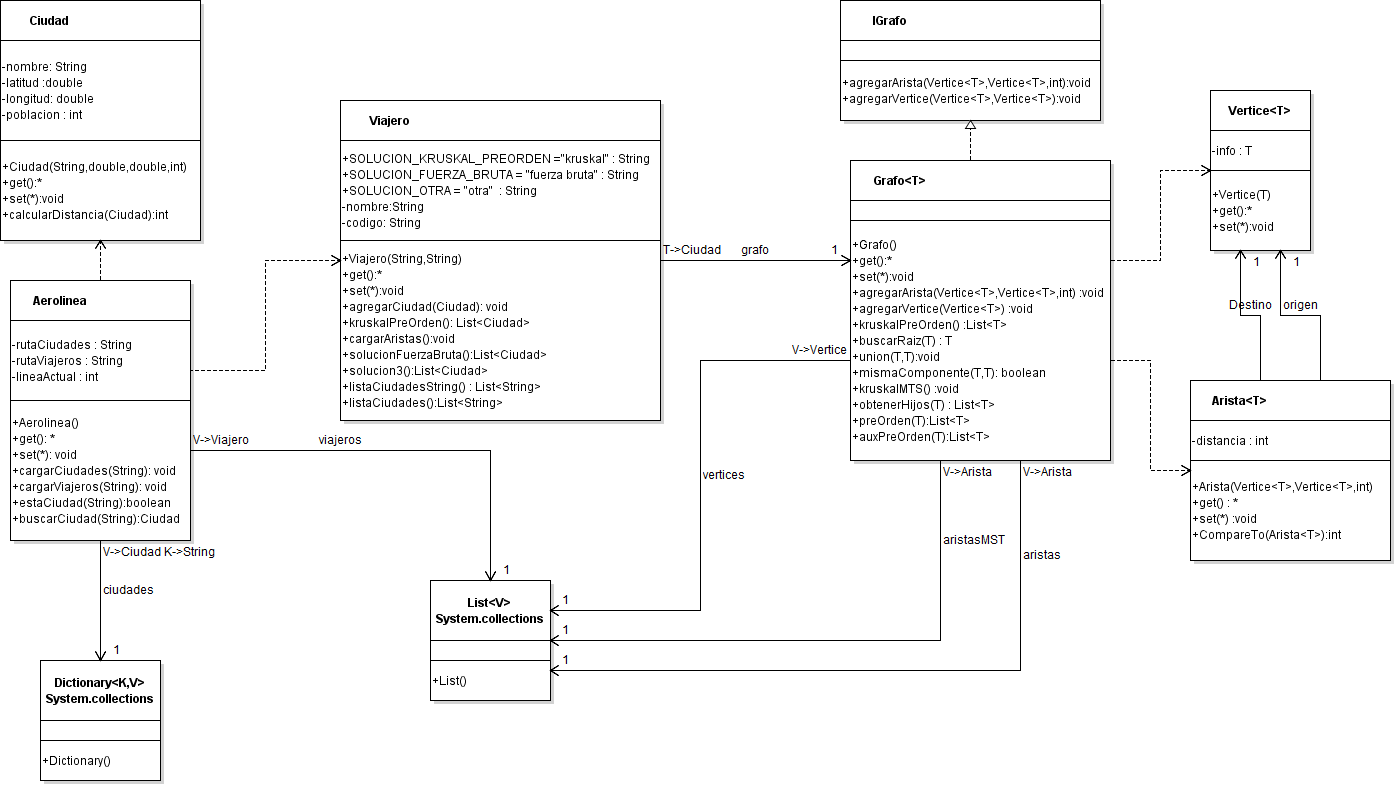 Ciudad
-nombre: String
-latitud :double
-longitud: double
-poblacion : int
+Ciudad(String,double,double,int)
+get():*
+set(*):void
+calcularDistancia(Ciudad):int
Aerolinea
-rutaCiudades : String
-rutaViajeros : String
-lineaActual : int
+Aerolinea()
+get(): *
+set(*): void
+cargarCiudades(String): void
+cargarViajeros(String): void
+estaCiudad(String):boolean
+buscarCiudad(String):Ciudad
V->Ciudad K->String
ciudades
1
Dictionary<K,V>
System.collections
+Dictionary()
Viajero
+SOLUCION_KRUSKAL_PREORDEN ="kruskal" : String
+SOLUCION_FUERZA_BRUTA = "fuerza bruta" : String
+SOLUCION_OTRA = "otra" : String
-nombre:String
-codigo: String
+Viajero(String,String)
+get():*
+set(*):void
+agregarCiudad(Ciudad): void
+kruskalPreOrden(): List<Ciudad>
+cargarAristas():void
+solucionFuerzaBruta():List<Ciudad>
+solucion3():List<Ciudad>
+listaCiudadesString() : List<String>
+listaCiudades():List<String>
V->Viajero viajeros
1
List<V>
System.collections
+List()
T->Ciudad grafo 1
IGrafo
+agregarArista(Vertice<T>,Vertice<T>,int):void
+agregarVertice(Vertice<T>,Vertice<T>):void
Grafo<T>
+Grafo()
+get():*
+set(*):void
+agregarArista(Vertice<T>,Vertice<T>,int) :void
+agregarVertice(Vertice<T>) :void
+kruskalPreOrden() :List<T>
+buscarRaiz(T) : T
+union(T,T):void
+mismaComponente(T,T): boolean
+kruskalMTS() :void
+obtenerHijos(T) : List<T>
+preOrden(T):List<T>
+auxPreOrden(T):List<T>
V->Vertice
vertices
1
V->Arista
aristasMST
1
V->Arista
aristas
1
Vertice<T>
-info : T
+Vertice(T)
+get():*
+set(*):void
1
1
Destino
origen
Arista<T>
-distancia : int
+Arista(Vertice<T>,Vertice<T>,int)
+get() : *
+set(*) :void
+CompareTo(Arista<T>):int